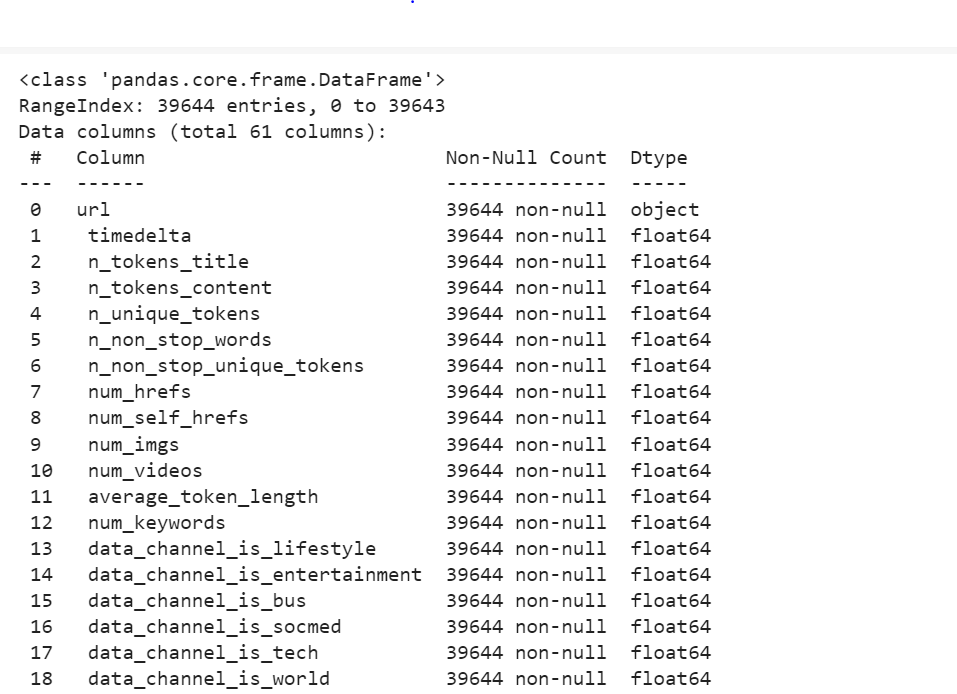 <class 'pandas.core.frame.DataFrame'>
RangeIndex: 39644 entries, 0 to 39643
Data columns (total 61 columns):
 #   Column                          Non-Null Count  Dtype
---  ------                          --------------  -----
 0   url                             39644 non-null  object
 1    timedelta                      39644 non-null  float64
 2    n_tokens_title                 39644 non-null  float64
 3    n_tokens_content               39644 non-null  float64
 4    n_unique_tokens                39644 non-null  float64
 5    n_non_stop_words               39644 non-null  float64
 6    n_non_stop_unique_tokens       39644 non-null  float64
 7    num_hrefs                      39644 non-null  float64
 8    num_self_hrefs                 39644 non-null  float64
 9    num_imgs                       39644 non-null  float64
 10   num_videos                     39644 non-null  float64
 11   average_token_length           39644 non-null  float64
 12   num_keywords                   39644 non-null  float64
 13   data_channel_is_lifestyle      39644 non-null  float64
 14   data_channel_is_entertainment  39644 non-null  float64
 15   data_channel_is_bus            39644 non-null  float64
 16   data_channel_is_socmed         39644 non-null  float64
 17   data_channel_is_tech           39644 non-null  float64
 18   data_channel_is_world          39644 non-null  float64